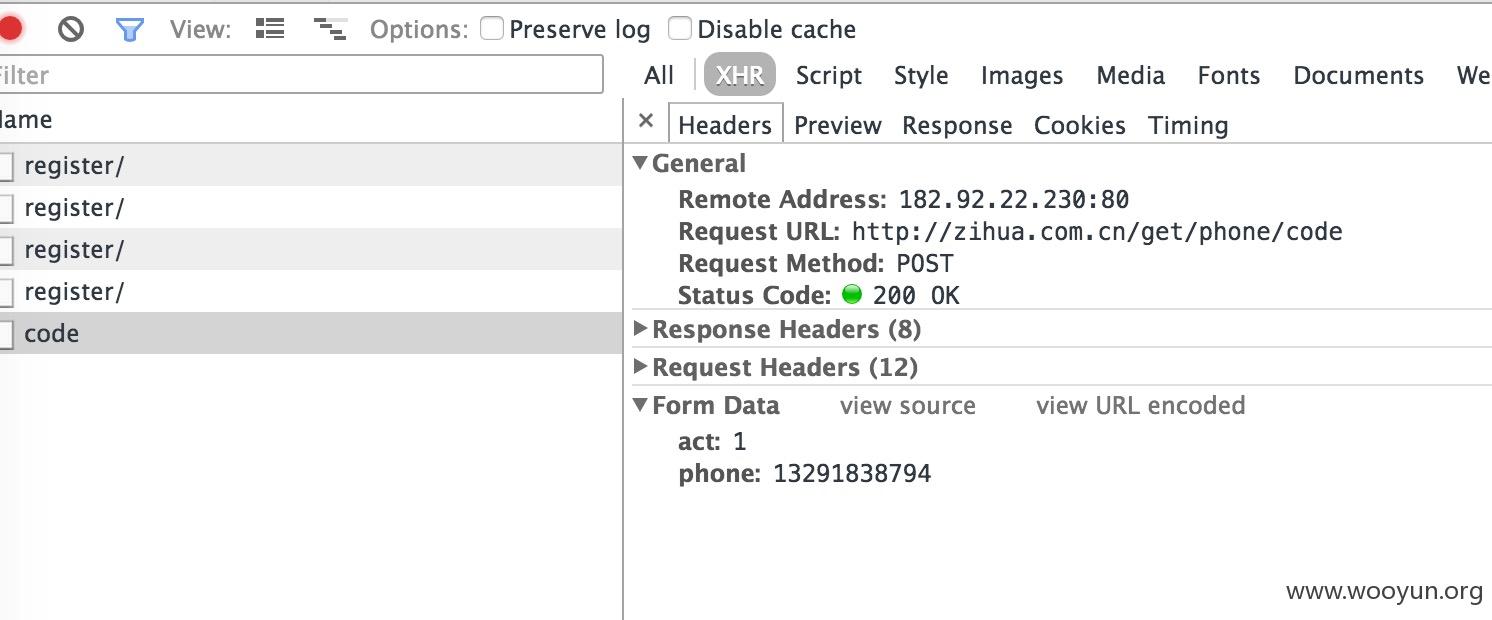 View: Options: Preserve log Disable cache
Filter
All XHR Script Style Images Media Fonts Documents We
Name
× Headers Preview Response Cookies Timing
register/
register/
register/
register/
code
General
Remote Address: 182.92.22.230:80
Request URL: http://zihua.com.cn/get/phone/code
Request Method: POST
Status Code: 200 OK
Response Headers (8)
Request Headers (12)
Form Data view source view URL encoded
act: 1
phone: 13291838794
www.wooyun.org